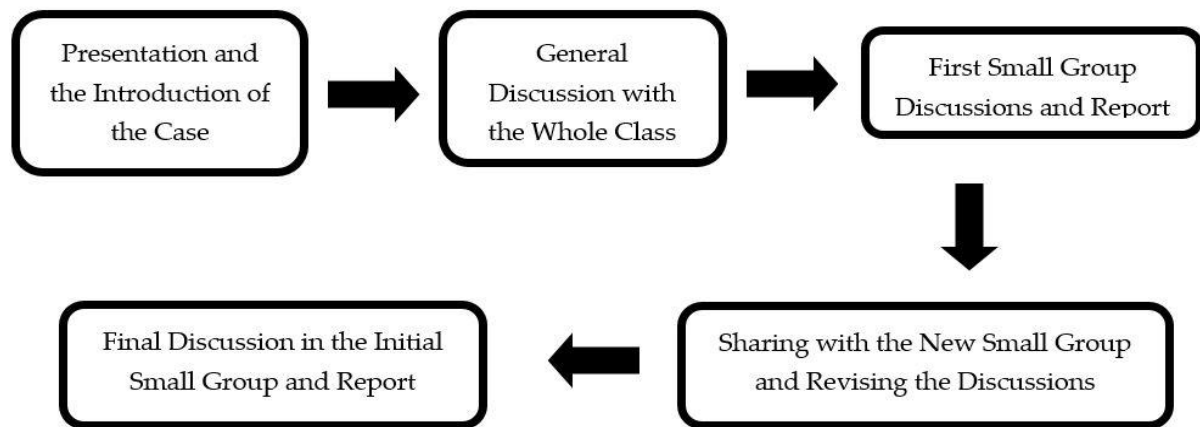 Presentation and
the Introduction of
the Case
General
Discussion with
the Whole Class
First Small Group
Discussions and Report
Sharing with the New Small Group
and Revising the Discussions
Final Discussion in the Initial
Small Group and Report